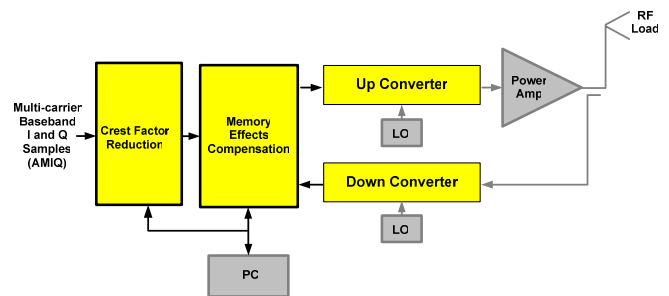 RF
Load
Multi-carrier
Baseband
I and Q
Samples
(AMIQ)
Crest Factor
Reduction
Memory
Effects
Compensation
Up Converter
Power
Amp
LO
Down Converter
LO
PC